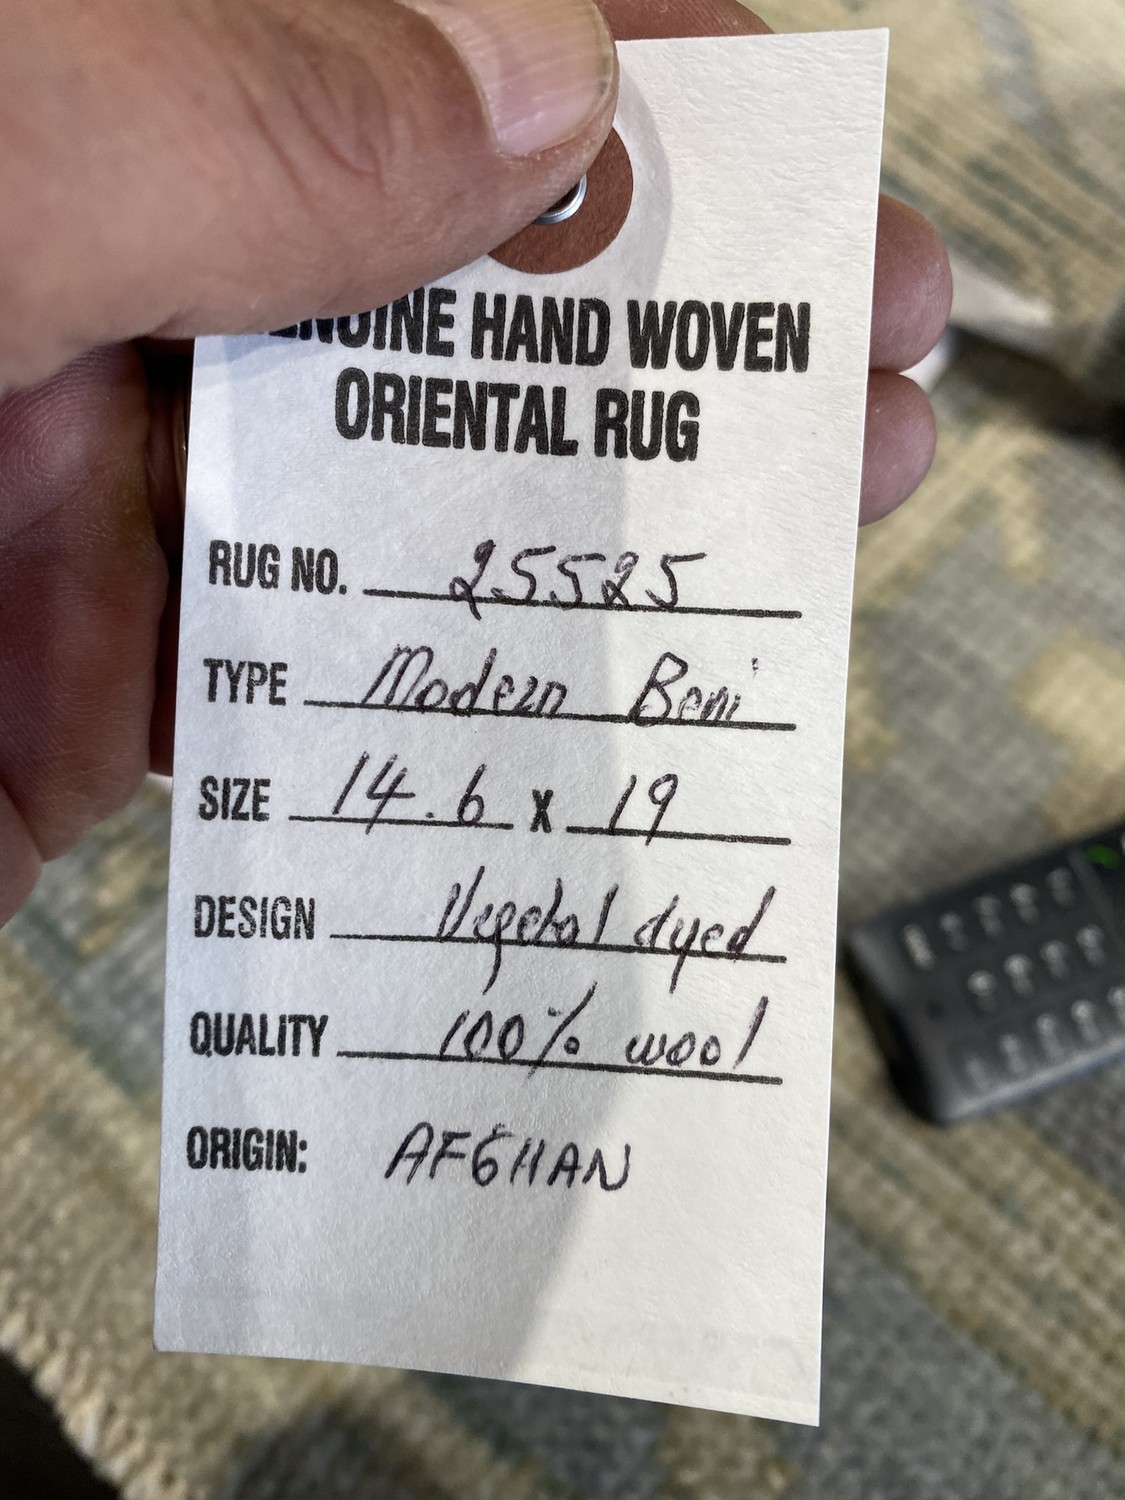 GENUINE HAND WOVEN
ORIENTAL RUG
RUG NO. 25525
TYPE Modern Beni
SIZE 14.6 x 19
DESIGN Vegetal dyed
QUALITY 100% wool
ORIGIN: AFGHAN